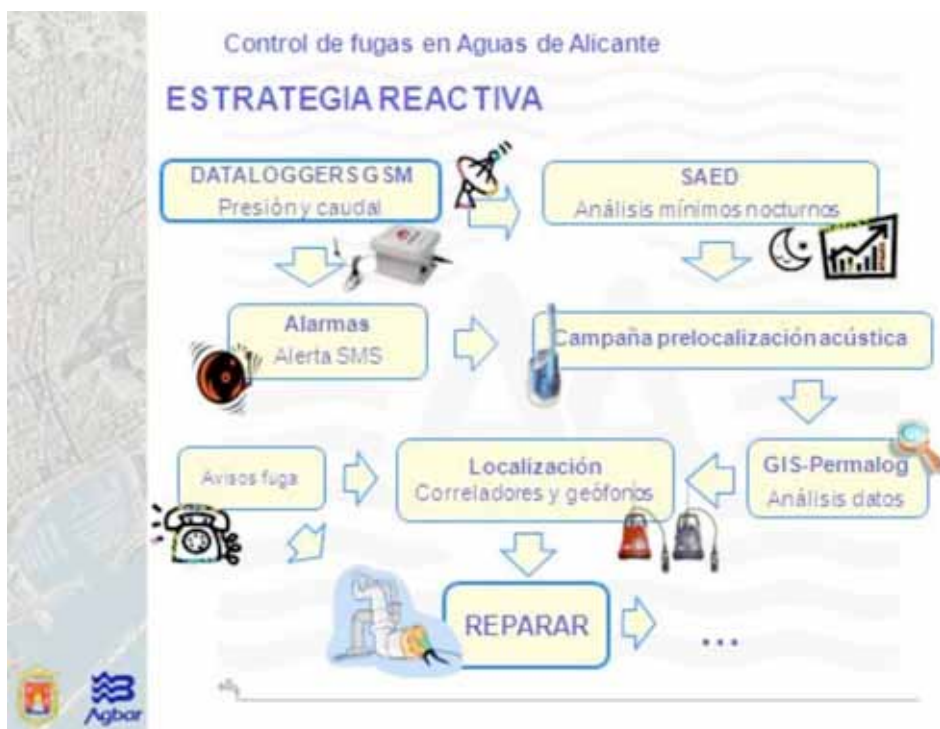 Control de fugas en Aguas de Alicante
ESTRATEGIA REACTIVA
DATALOGGERS GSM
Presión y caudal
SAED
Análisis mínimos nocturnos
Alarmas
Alerta SMS
Campaña prelocalización acústica
Avisos fuga
Localización
Correladores y geófonos
GIS-Permalog
Análisis datos
REPARAR
...
Agbar